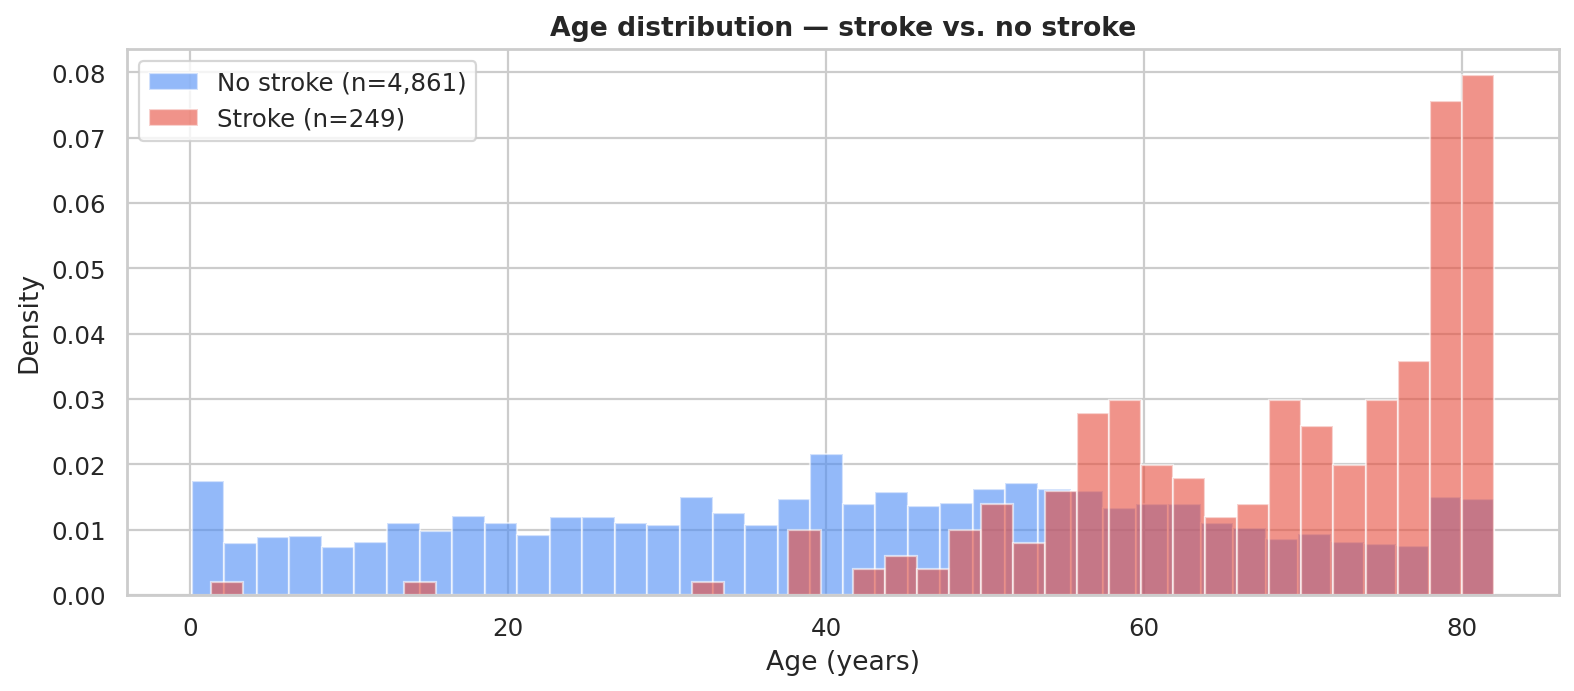 Age distribution — stroke vs. no stroke
No stroke (n=4,861)
Stroke (n=249)
Density
0.08
0.07
0.06
0.05
0.04
0.03
0.02
0.01
0.00
0 20 40 60 80
Age (years)